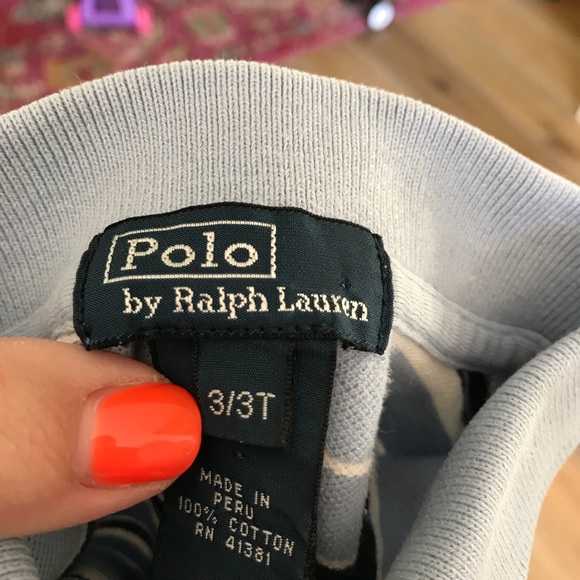 Polo
by Ralph Lauren
3/3T
MADE IN
PERU
100% COTTON
RN 41381